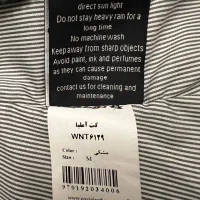 direct sun light
Do not stay heavy rain for a
long time
No machine wash
Keep away from sharp objects
Avoid paint, ink and perfumes
as they can cause permanent
damage
contact us for cleaning and
maintenance
کت آملیا
WNT۶۱۲۹
Color : مشکی
Size : M
970192034006